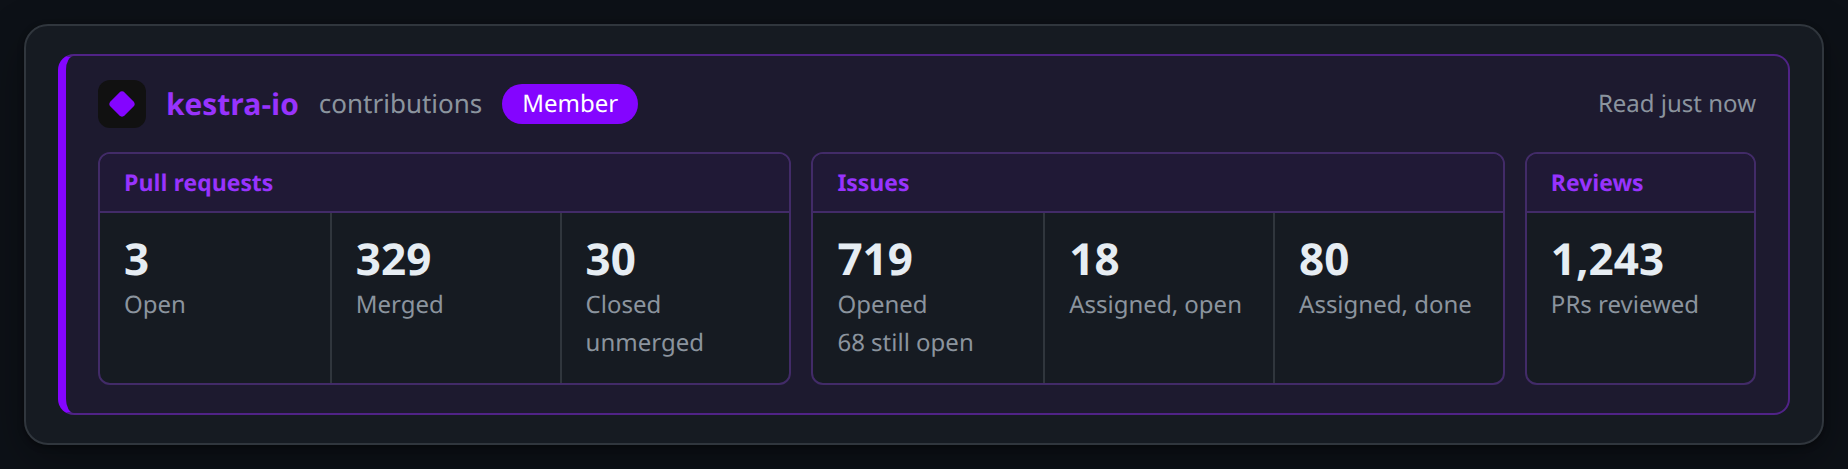 kestra-io contributions Member
Read just now
Pull requests
3
Open
329
Merged
30
Closed
unmerged
Issues
719
Opened
68 still open
18
Assigned, open
80
Assigned, done
Reviews
1,243
PRs reviewed